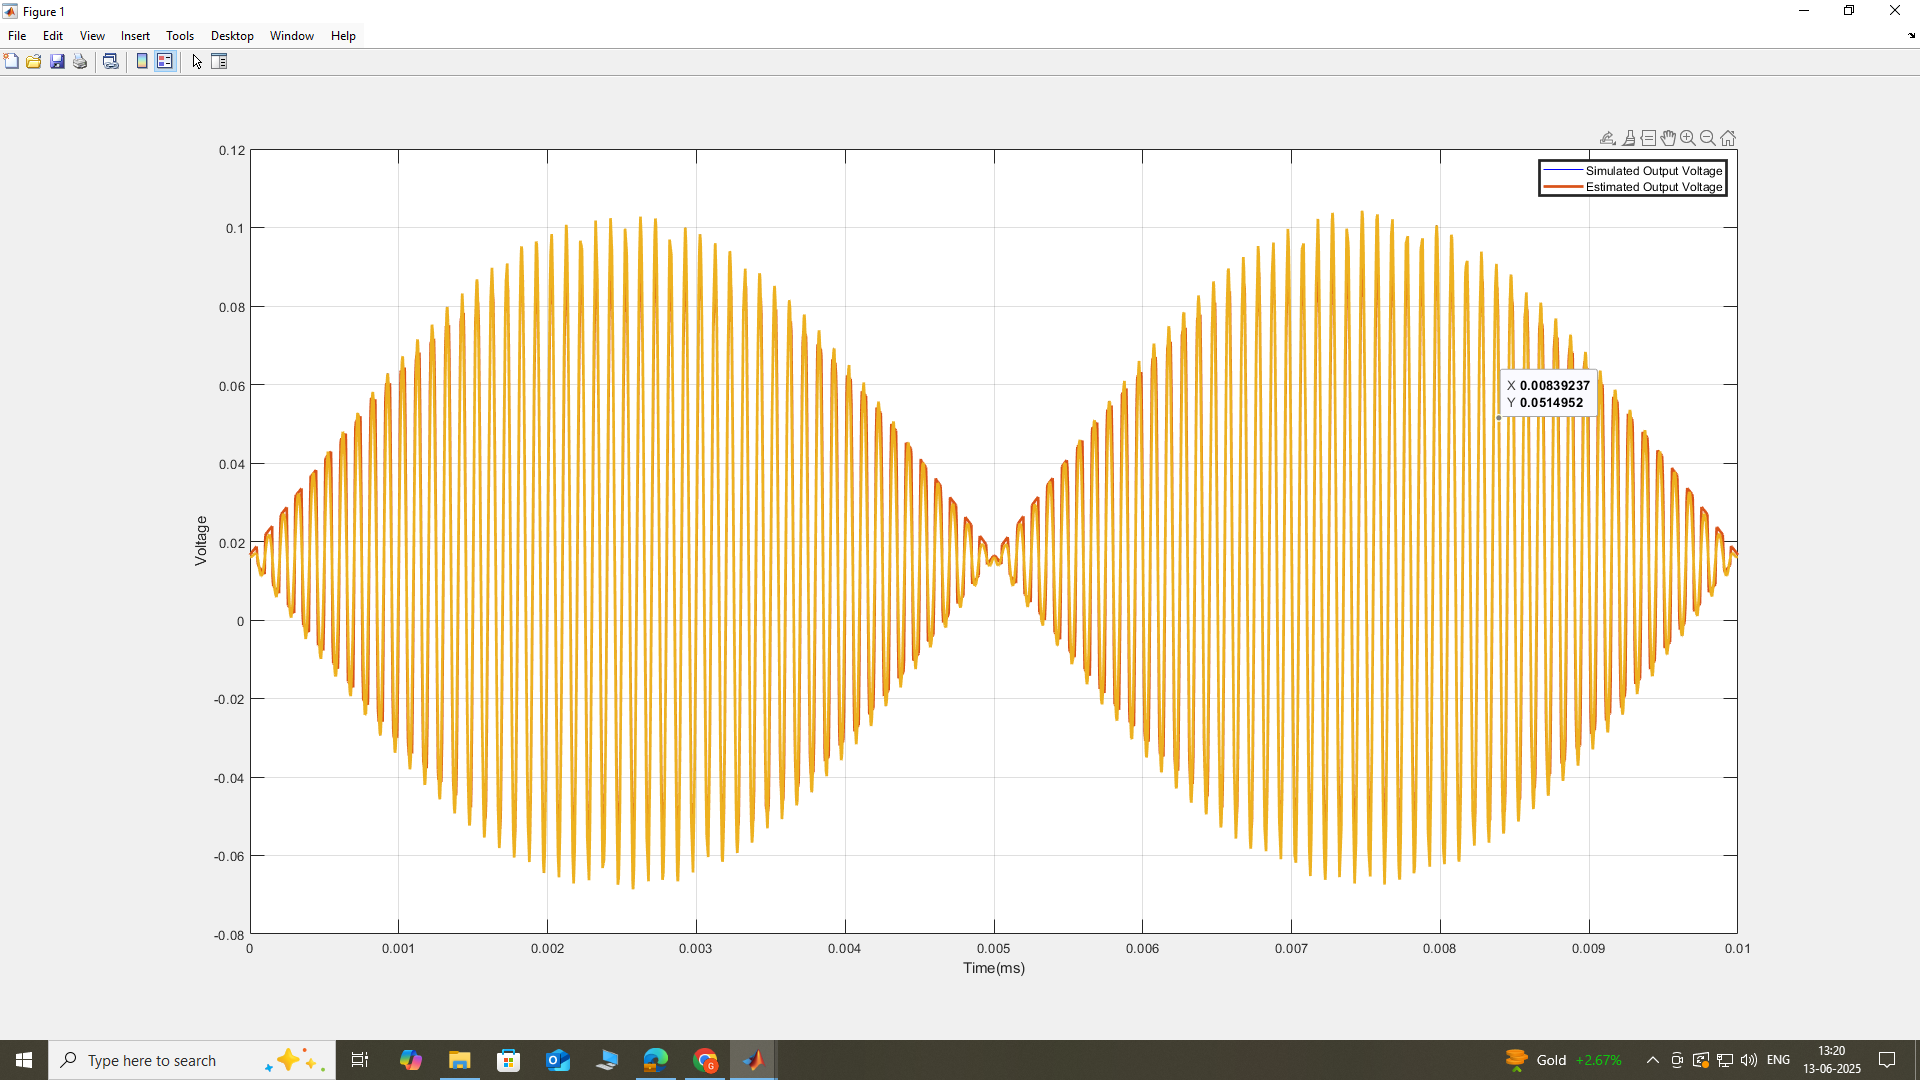 Figure 1
File Edit View Insert Tools Desktop Window Help
Simulated Output Voltage
Estimated Output Voltage
0.12
0.1
0.08
0.06
0.04
0.02
0
-0.02
-0.04
-0.06
-0.08
Voltage
X 0.00839237
Y 0.0514952
0 0.001 0.002 0.003 0.004 0.005 0.006 0.007 0.008 0.009 0.01
Time(ms)
Type here to search
Gold +2.67%
ENG
13:20
13-06-2025